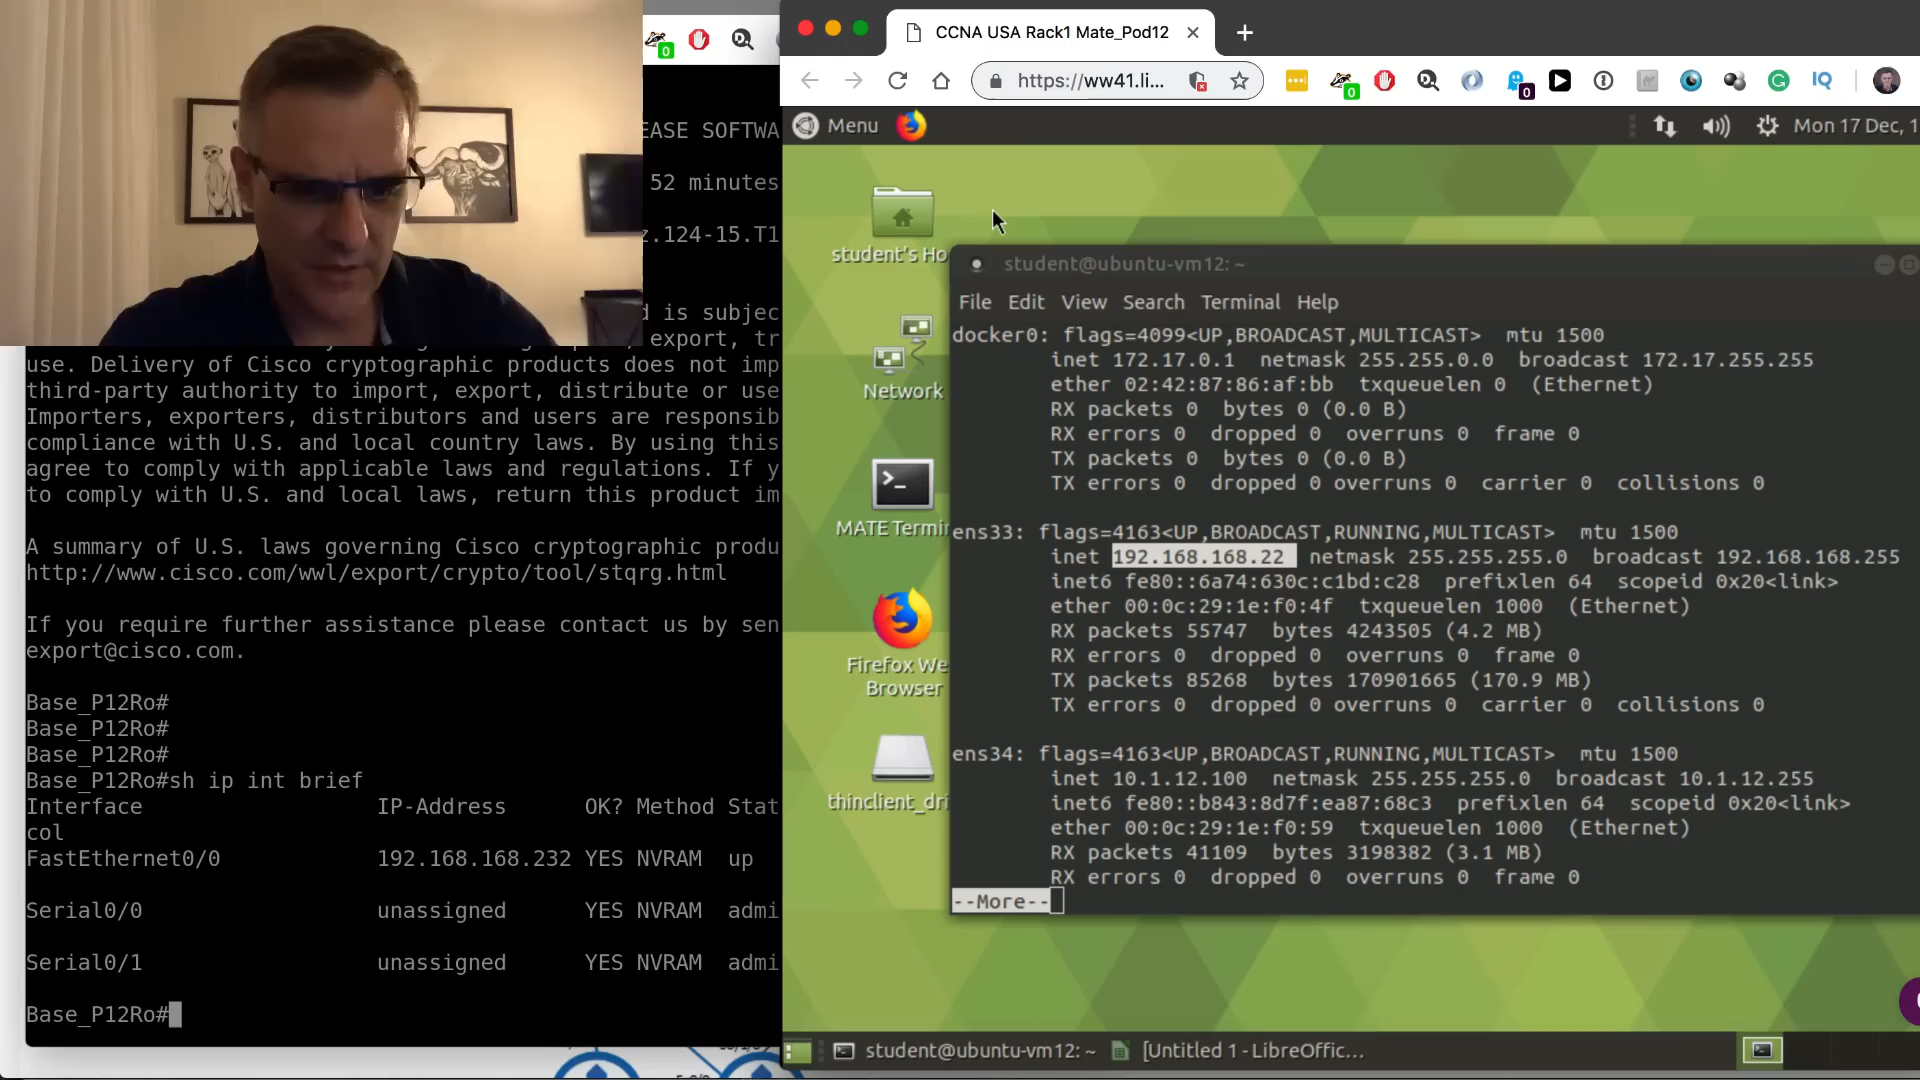 EASE SOFTWA
52 minutes
z.124-15.T1
d is subjec
export, tr
use. Delivery of Cisco cryptographic products does not imp
third-party authority to import, export, distribute or use
Importers, exporters, distributors and users are responsib
compliance with U.S. and local country laws. By using this
agree to comply with applicable laws and regulations. If y
to comply with U.S. and local laws, return this product im
A summary of U.S. laws governing Cisco cryptographic produ
http://www.cisco.com/wwl/export/crypto/tool/stqrg.html
If you require further assistance please contact us by sen
export@cisco.com.
Base_P12Ro#
Base_P12Ro#
Base_P12Ro#
Base_P12Ro#sh ip int brief
Interface IP-Address OK? Method Stat
col
FastEthernet0/0 192.168.168.232 YES NVRAM up
Serial0/0 unassigned YES NVRAM admi
Serial0/1 unassigned YES NVRAM admi
Base_P12Ro#
CCNA USA Rack1 Mate_Pod12
https://ww41.li...
0
0
0
IQ
Menu
Mon 17 Dec, 1
student's Ho
Network
MATE Termin
Firefox We
Browser
thinclient_dri
student@ubuntu-vm12: ~
File Edit View Search Terminal Help
docker0: flags=4099<UP,BROADCAST,MULTICAST> mtu 1500
inet 172.17.0.1 netmask 255.255.0.0 broadcast 172.17.255.255
ether 02:42:87:86:af:bb txqueuelen 0 (Ethernet)
RX packets 0 bytes 0 (0.0 B)
RX errors 0 dropped 0 overruns 0 frame 0
TX packets 0 bytes 0 (0.0 B)
TX errors 0 dropped 0 overruns 0 carrier 0 collisions 0
ens33: flags=4163<UP,BROADCAST,RUNNING,MULTICAST> mtu 1500
inet 192.168.168.22 netmask 255.255.255.0 broadcast 192.168.168.255
inet6 fe80::6a74:630c:c1bd:c28 prefixlen 64 scopeid 0x20<link>
ether 00:0c:29:1e:f0:4f txqueuelen 1000 (Ethernet)
RX packets 55747 bytes 4243505 (4.2 MB)
RX errors 0 dropped 0 overruns 0 frame 0
TX packets 85268 bytes 170901665 (170.9 MB)
TX errors 0 dropped 0 overruns 0 carrier 0 collisions 0
ens34: flags=4163<UP,BROADCAST,RUNNING,MULTICAST> mtu 1500
inet 10.1.12.100 netmask 255.255.255.0 broadcast 10.1.12.255
inet6 fe80::b843:8d7f:ea87:68c3 prefixlen 64 scopeid 0x20<link>
ether 00:0c:29:1e:f0:59 txqueuelen 1000 (Ethernet)
RX packets 41109 bytes 3198382 (3.1 MB)
RX errors 0 dropped 0 overruns 0 frame 0
--More--
student@ubuntu-vm12: ~
[Untitled 1 - LibreOffic...